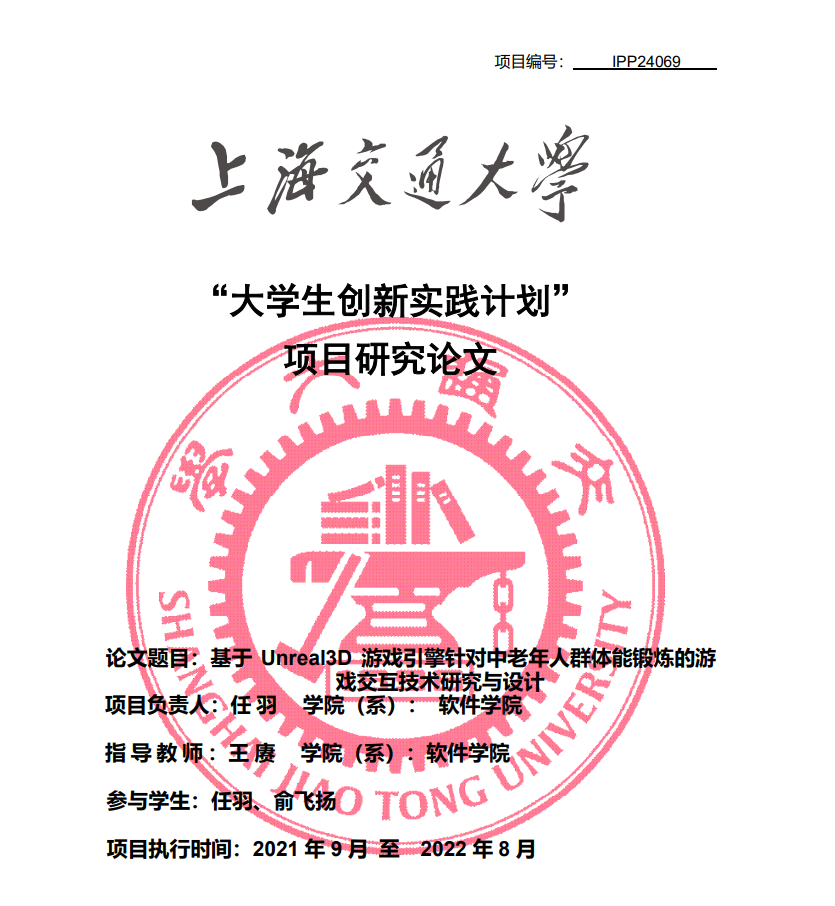 项目编号: IPP24069
上海交通大學
“大学生创新实践计划”
项目研究论文
论文题目：基于 Unreal3D 游戏引擎针对中老年人群体能锻炼的游
戏交互技术研究与设计
项目负责人：任 羽 学院（系）： 软件学院
指 导 教 师 ：王 赓 学院（系）：软件学院
参与学生：任羽、俞飞扬
项目执行时间：2021 年 9 月 至 2022 年 8 月
學大通交
SHANGHAI JIAO TONG UNIVERSITY